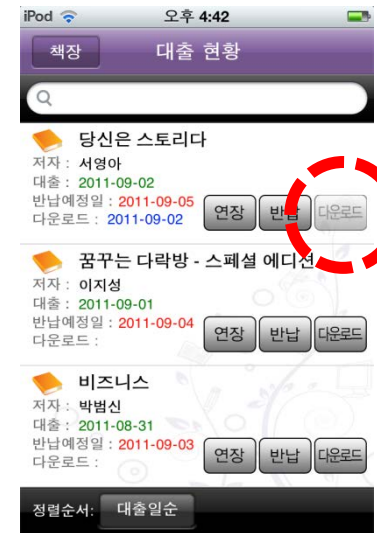 iPod 오후 4:42
책장 대출 현황
당신은 스토리다
저자 : 서영아
대출 : 2011-09-02
반납예정일 : 2011-09-05
다운로드 : 2011-09-02
연장 반납 다운로드
꿈꾸는 다락방 - 스페셜 에디션
저자 : 이지성
대출 : 2011-09-01
반납예정일 : 2011-09-04
다운로드 :
연장 반납 다운로드
비즈니스
저자 : 박범신
대출 : 2011-08-31
반납예정일 : 2011-09-03
다운로드 :
연장 반납 다운로드
정렬순서: 대출일순